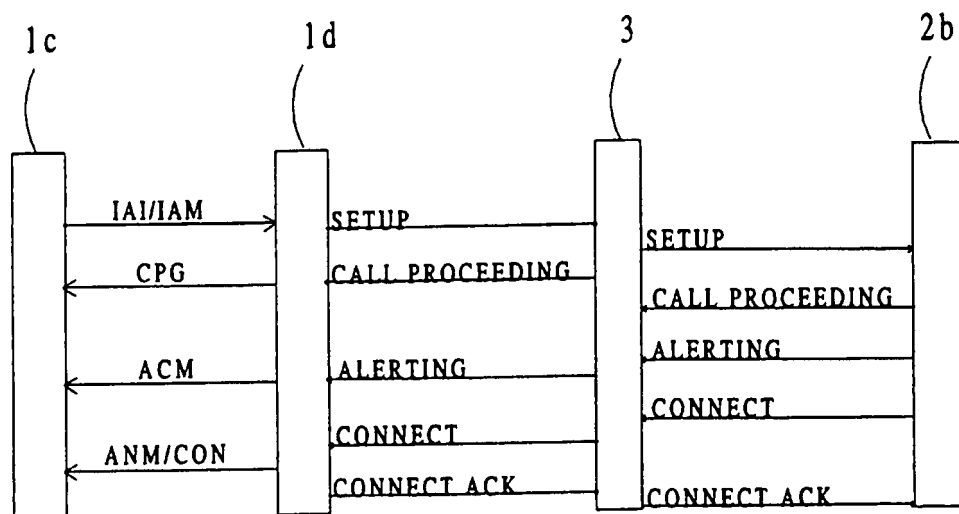 1c
1d
3
2b
IAI/IAM
SETUP
SETUP
CPG
CALL PROCEEDING
CALL PROCEEDING
ALERTING
ACM
ALERTING
CONNECT
CONNECT
ANM/CON
CONNECT ACK
CONNECT ACK